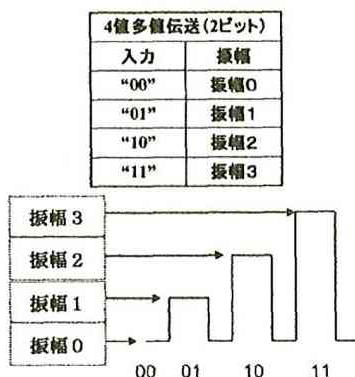 4値多値伝送(2ビット)
入力 振幅
“00” 振幅0
“01” 振幅1
“10” 振幅2
“11” 振幅3
振幅 3
振幅 2
振幅 1
振幅 0
00 01 10 11